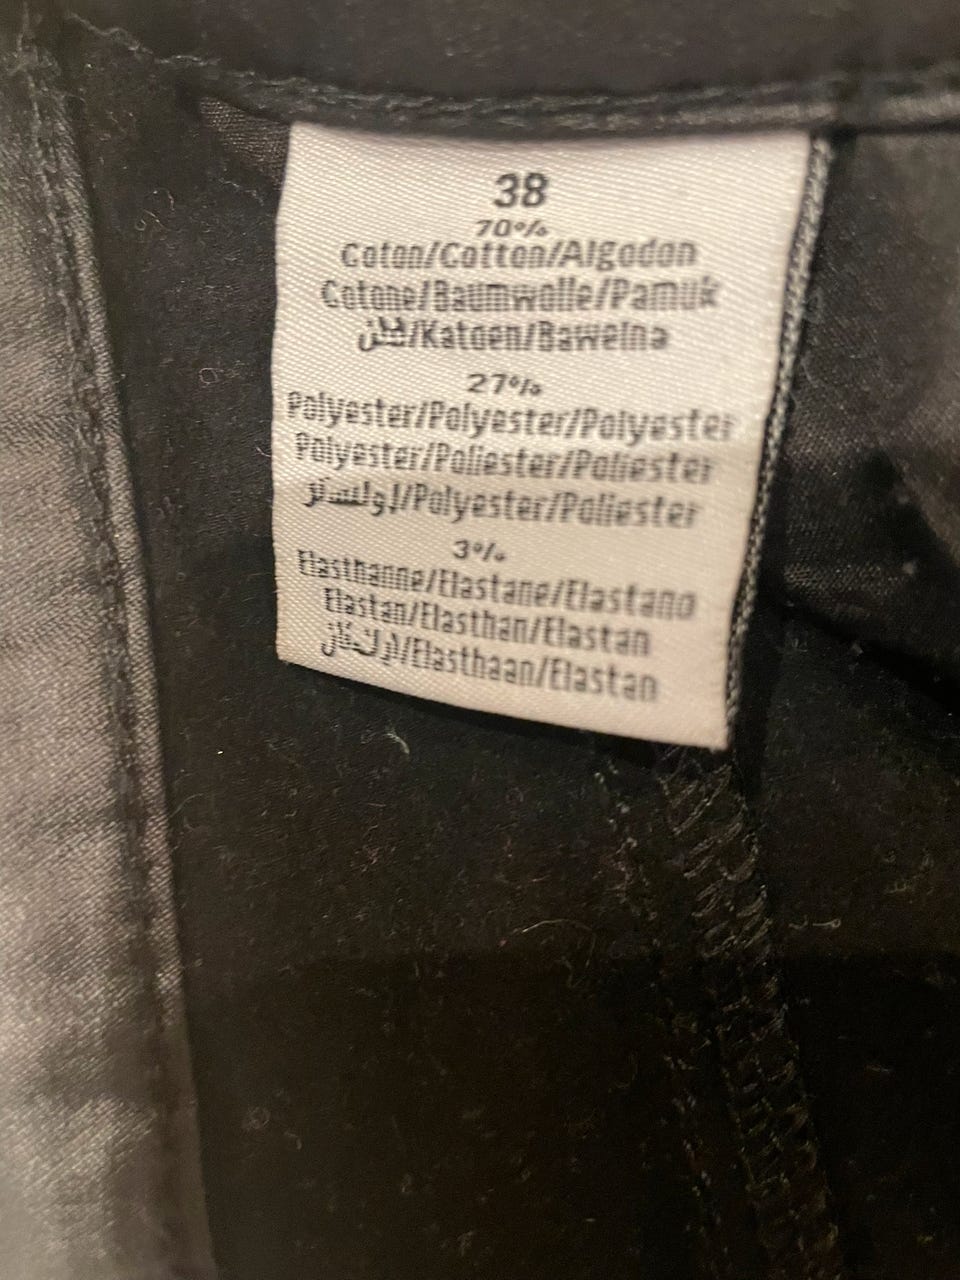 38
70%
Coton/Cotton/Algodon
Cotone/Baumwolle/Pamuk
قطن/Katoen/Bawelna
27%
Polyester/Polyester/Polyester
Polyester/Poliester/Poliester
بوليستر/Polyester/Poliester
3%
Elasthanne/Elastane/Elastano
Elastan/Elasthan/Elastan
/Elasthaan/Elastan